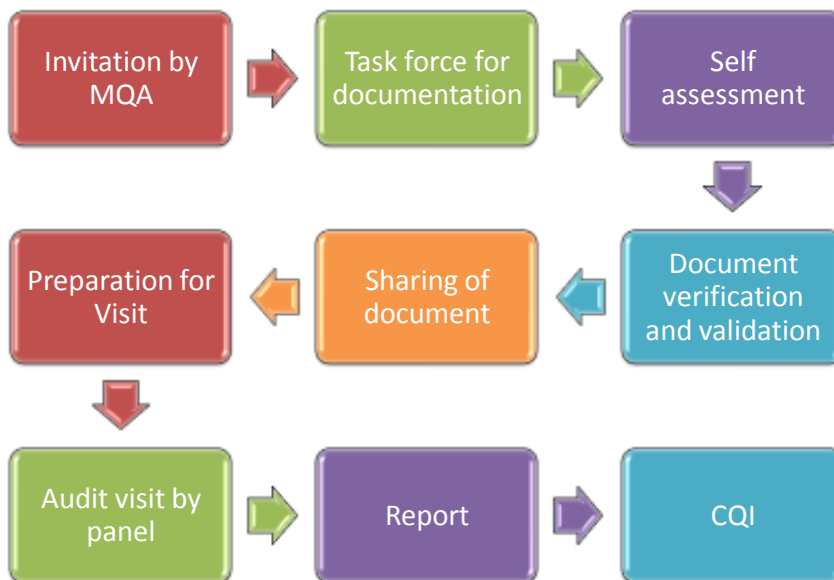 Invitation by
MQA
Task force for
documentation
Self
assessment
Document
verification
and validation
Sharing of
document
Preparation for
Visit
Audit visit by
panel
Report
CQI